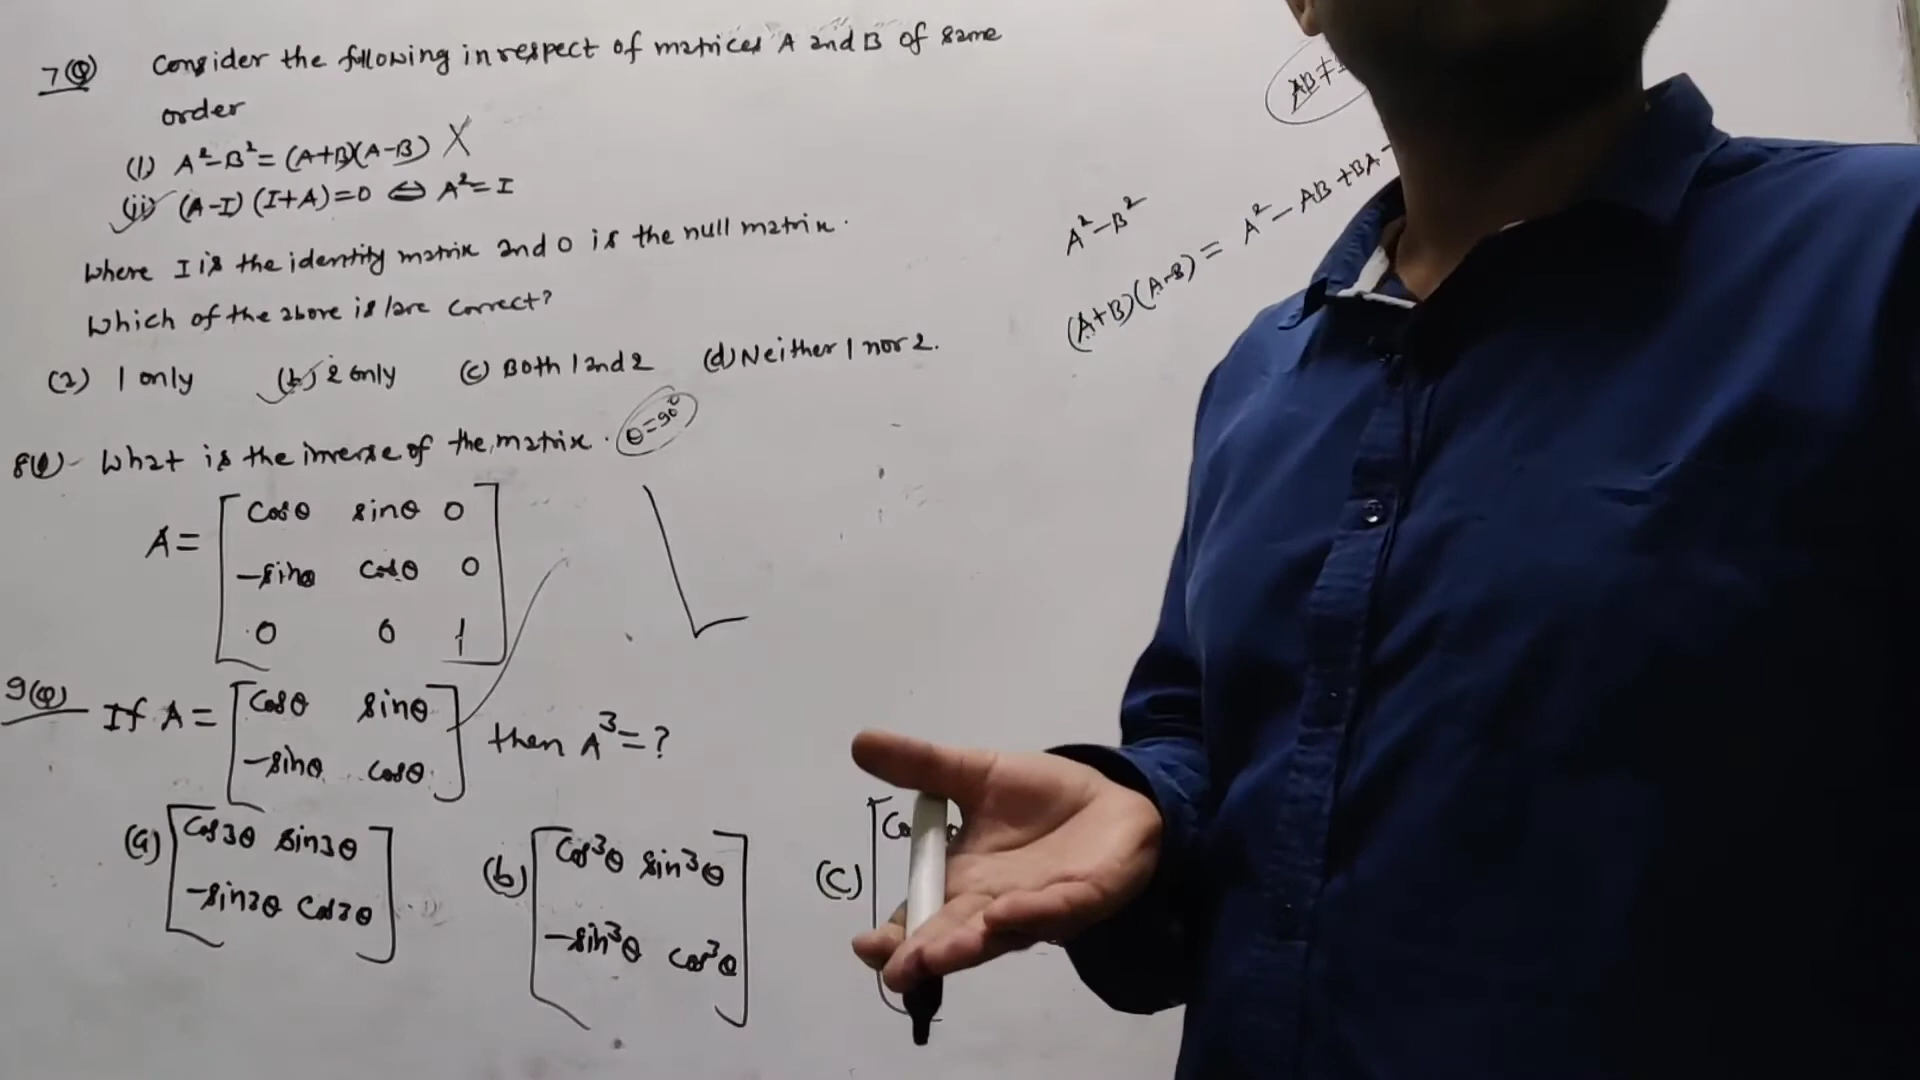 7(Q) Consider the following in respect of matrices A and B of same
order
(1) A²-B²= (A+B)(A-B) X
(ii) (A-I) (I+A)=0 ⇔ A²=I
Where I is the identity matrix and O is the null matrix.
Which of the above is/are correct?
(a) 1 only (b) 2 only (c) Both 1 and 2 (d) Neither 1 nor 2.
8(Q) - What is the inverse of the matrix. θ=90°
A= [cosθ sinθ 0
-sinθ cosθ 0
0 0 1]
9(Q) If A= [cosθ sinθ
-sinθ cosθ] then A³=?
(a) [cos3θ sin3θ
-sin3θ cos3θ]
(b) [cos³θ sin³θ
-sin³θ cos³θ]
(c) [
AB≠
A²-B²
(A+B)(A-B) = A²-AB+BA-